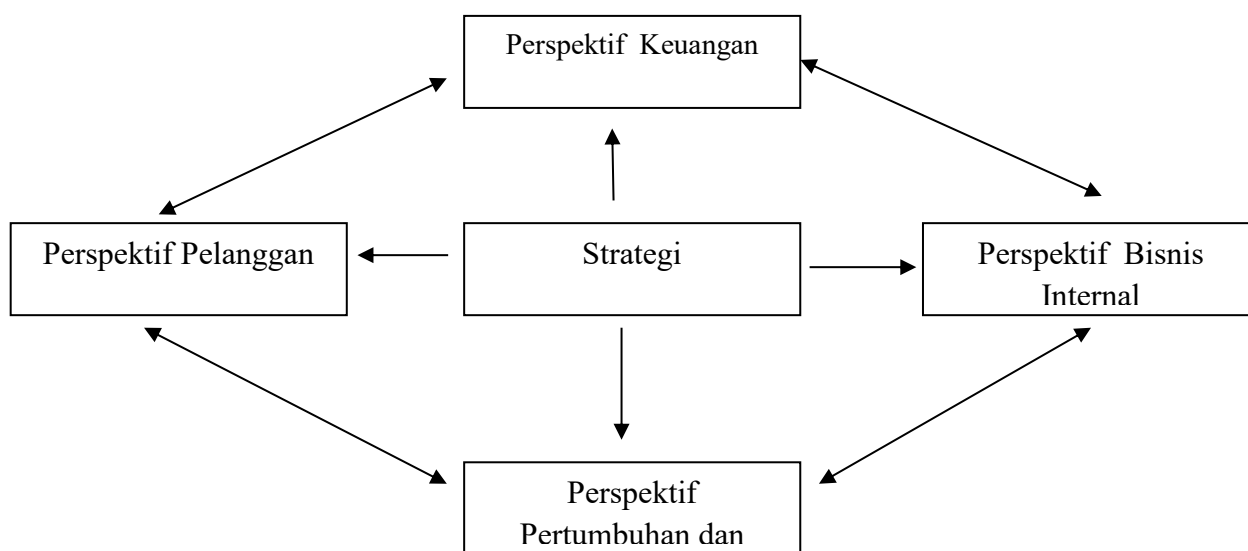 Perspektif Keuangan
Perspektif Pelanggan
Strategi
Perspektif Bisnis
Internal
Perspektif
Pertumbuhan dan